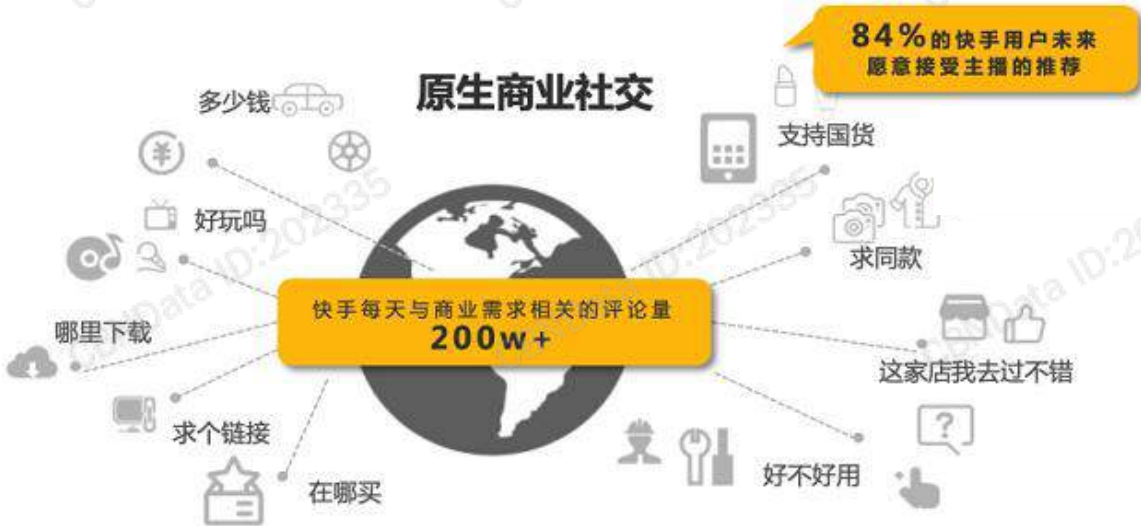 84%的快手用户未来
愿意接受主播的推荐
原生商业社交
多少钱
支持国货
好玩吗
求同款
快手每天与商业需求相关的评论量
200w+
哪里下载
这家店我去过不错
求个链接
好不好用
在哪买
?
CBNData ID:202335